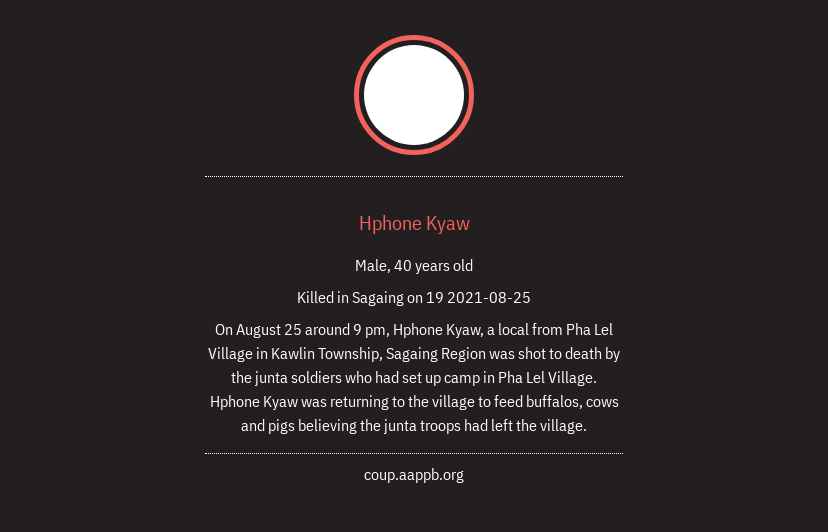 Hphone Kyaw
Male, 40 years old
Killed in Sagaing on 19 2021-08-25
On August 25 around 9 pm, Hphone Kyaw, a local from Pha Lel
Village in Kawlin Township, Sagaing Region was shot to death by
the junta soldiers who had set up camp in Pha Lel Village.
Hphone Kyaw was returning to the village to feed buffalos, cows
and pigs believing the junta troops had left the village.
coup.aappb.org